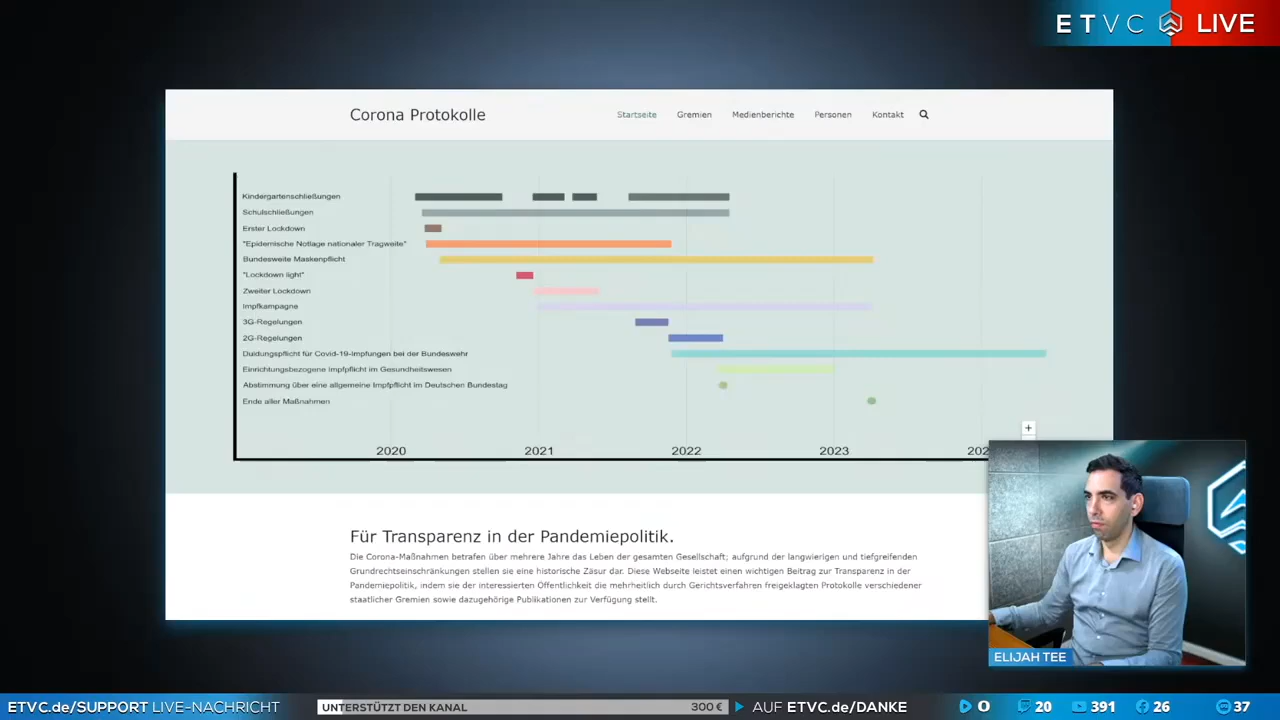 ETVC LIVE
Corona Protokolle
Startseite Gremien Medienberichte Personen Kontakt
Kindergartenschließungen
Schulschließungen
Erster Lockdown
"Epidemische Notlage nationaler Tragweite"
Bundesweite Maskenpflicht
"Lockdown light"
Zweiter Lockdown
Impfkampagne
3G-Regelungen
2G-Regelungen
Duldungspflicht für Covid-19-Impfungen bei der Bundeswehr
Einrichtungsbezogene Impfpflicht im Gesundheitswesen
Abstimmung über eine allgemeine Impfpflicht im Deutschen Bundestag
Ende aller Maßnahmen
+
2020 2021 2022 2023
Für Transparenz in der Pandemiepolitik.
Die Corona-Maßnahmen betrafen über mehrere Jahre das Leben der gesamten Gesellschaft; aufgrund der langwierigen und tiefgreifenden
Grundrechtseinschränkungen stellen sie eine historische Zäsur dar. Diese Webseite leistet einen wichtigen Beitrag zur Transparenz in der
Pandemiepolitik, indem sie der interessierten Öffentlichkeit die mehrheitlich durch Gerichtsverfahren freigeklagten Protokolle verschiedener
staatlicher Gremien sowie dazugehörige Publikationen zur Verfügung stellt.
ELIJAH TEE
ETVC.de/SUPPORT LIVE-NACHRICHT UNTERSTÜTZT DEN KANAL 300 € AUF ETVC.de/DANKE 0 20 391 26 37